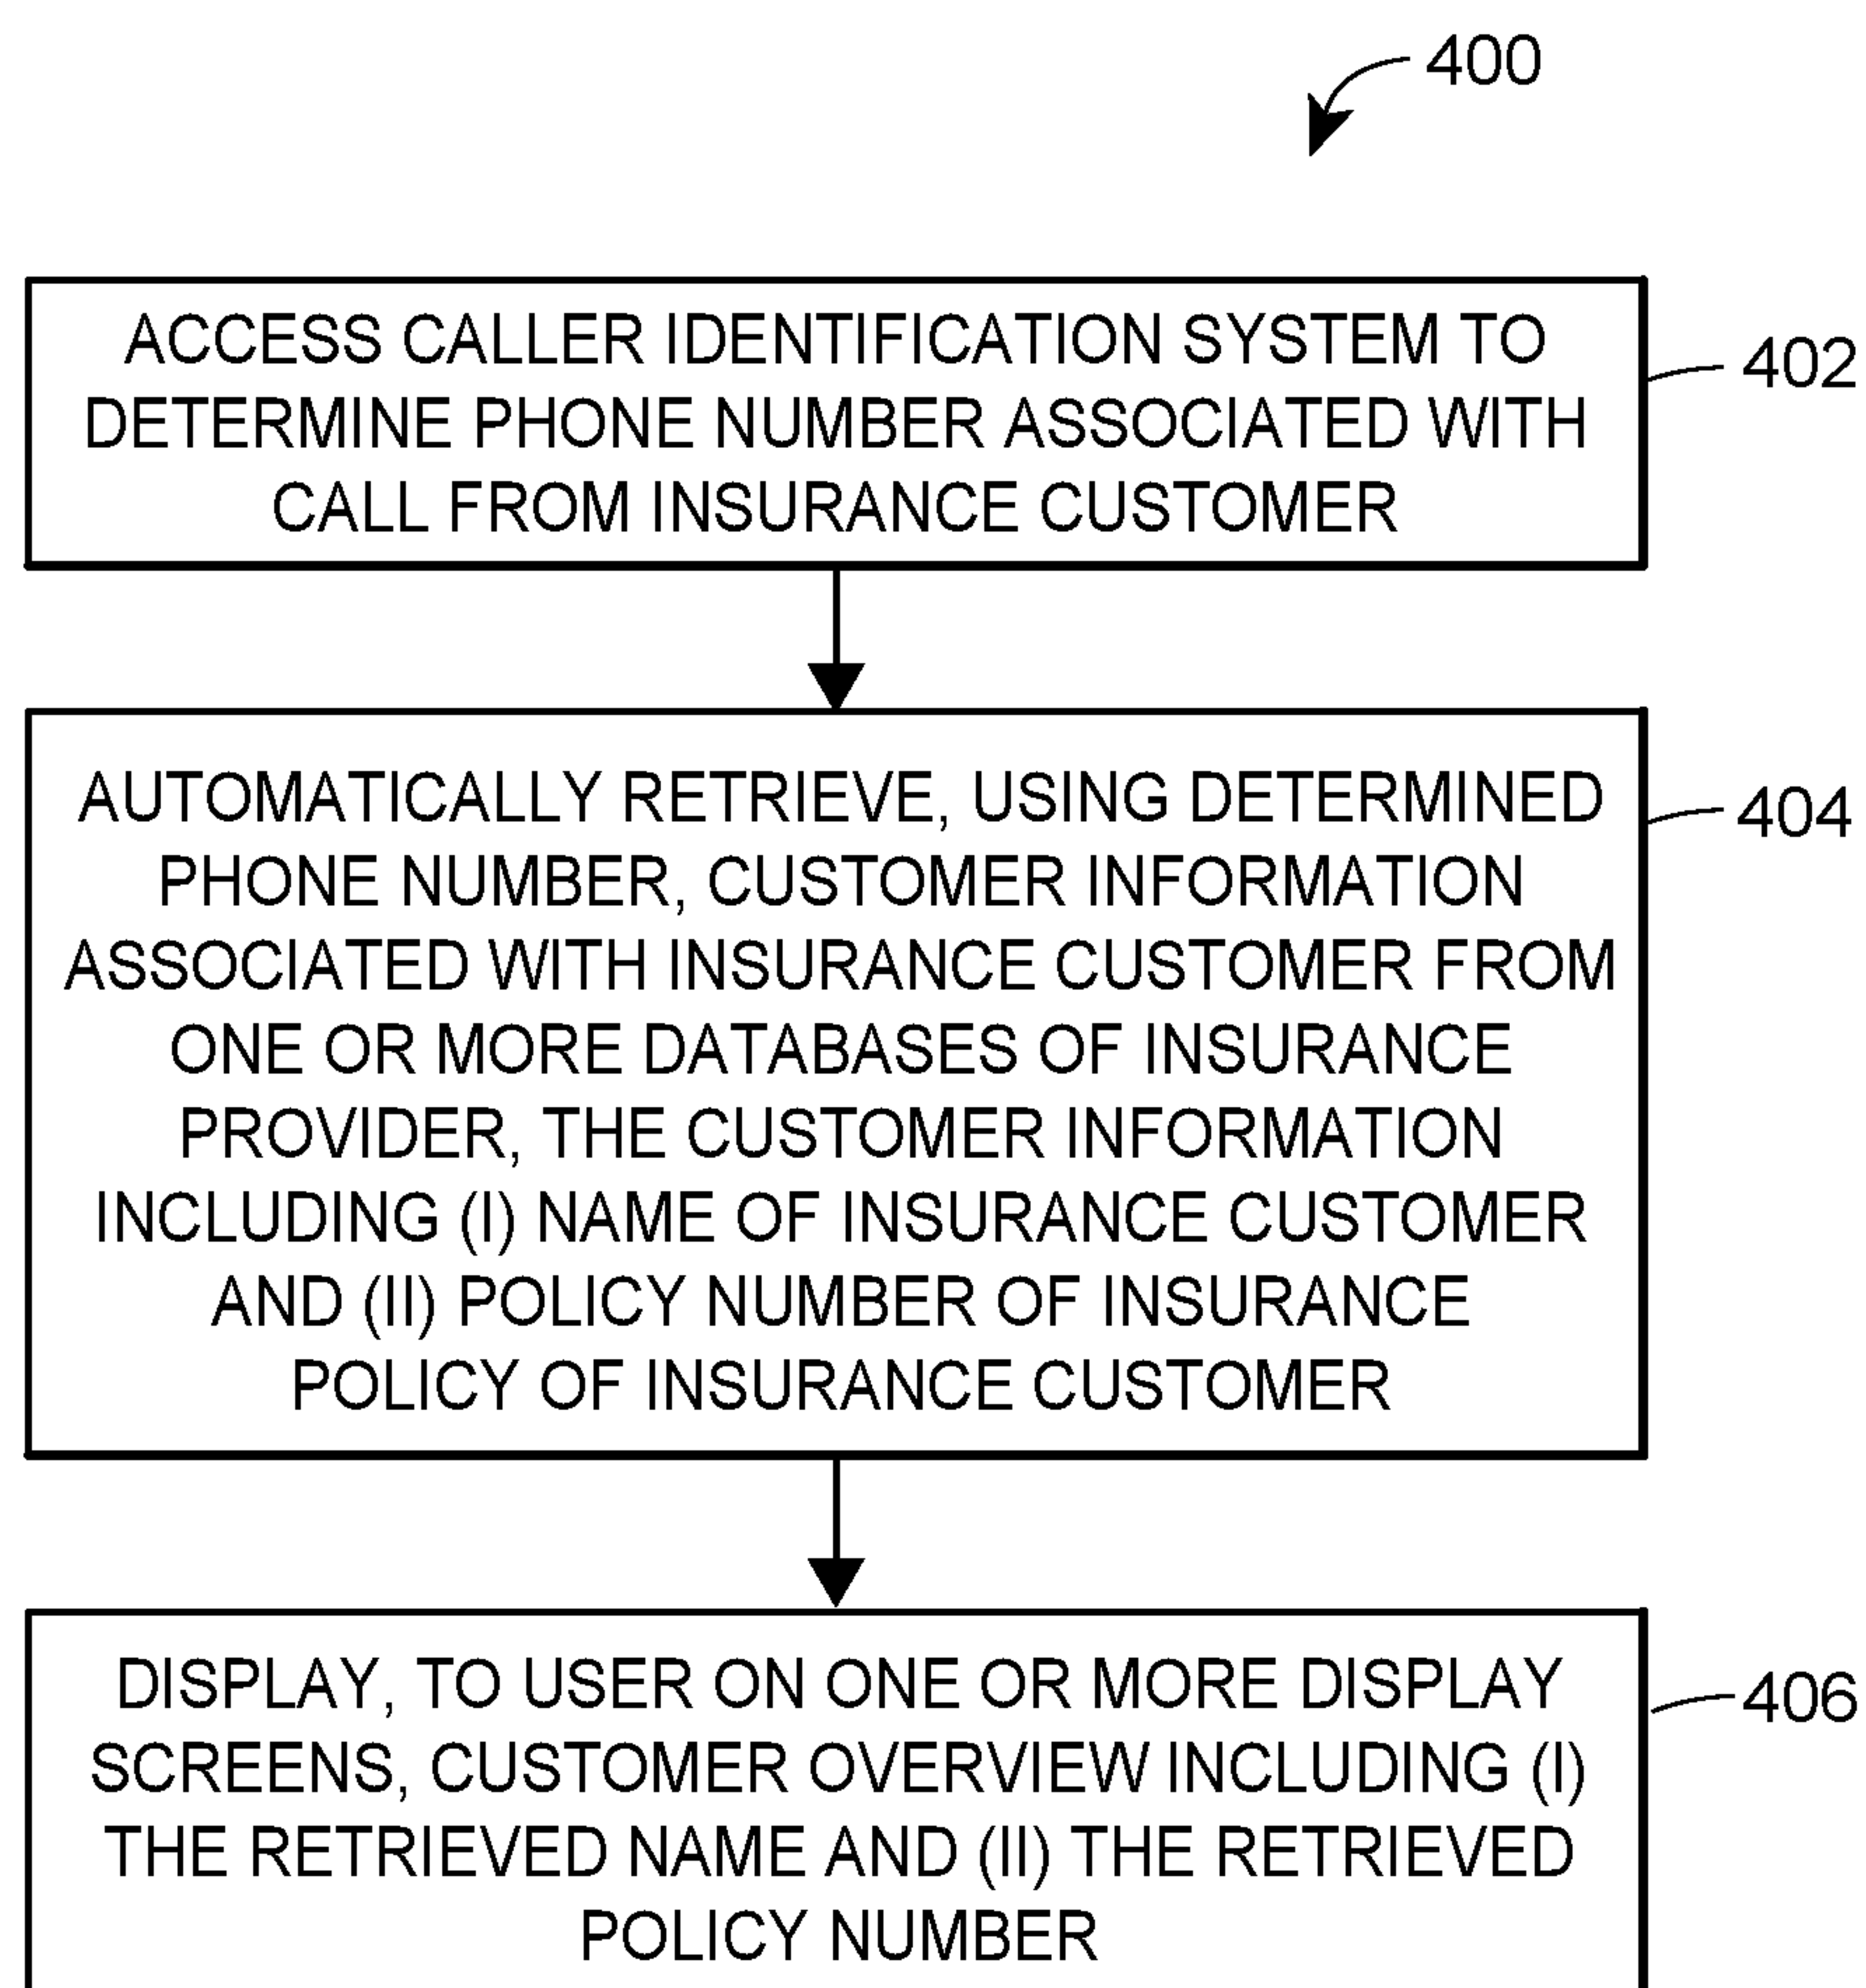 400
ACCESS CALLER IDENTIFICATION SYSTEM TO
DETERMINE PHONE NUMBER ASSOCIATED WITH
CALL FROM INSURANCE CUSTOMER
402
AUTOMATICALLY RETRIEVE, USING DETERMINED
PHONE NUMBER, CUSTOMER INFORMATION
ASSOCIATED WITH INSURANCE CUSTOMER FROM
ONE OR MORE DATABASES OF INSURANCE
PROVIDER, THE CUSTOMER INFORMATION
INCLUDING (I) NAME OF INSURANCE CUSTOMER
AND (II) POLICY NUMBER OF INSURANCE
POLICY OF INSURANCE CUSTOMER
404
DISPLAY, TO USER ON ONE OR MORE DISPLAY
SCREENS, CUSTOMER OVERVIEW INCLUDING (I)
THE RETRIEVED NAME AND (II) THE RETRIEVED
POLICY NUMBER
406